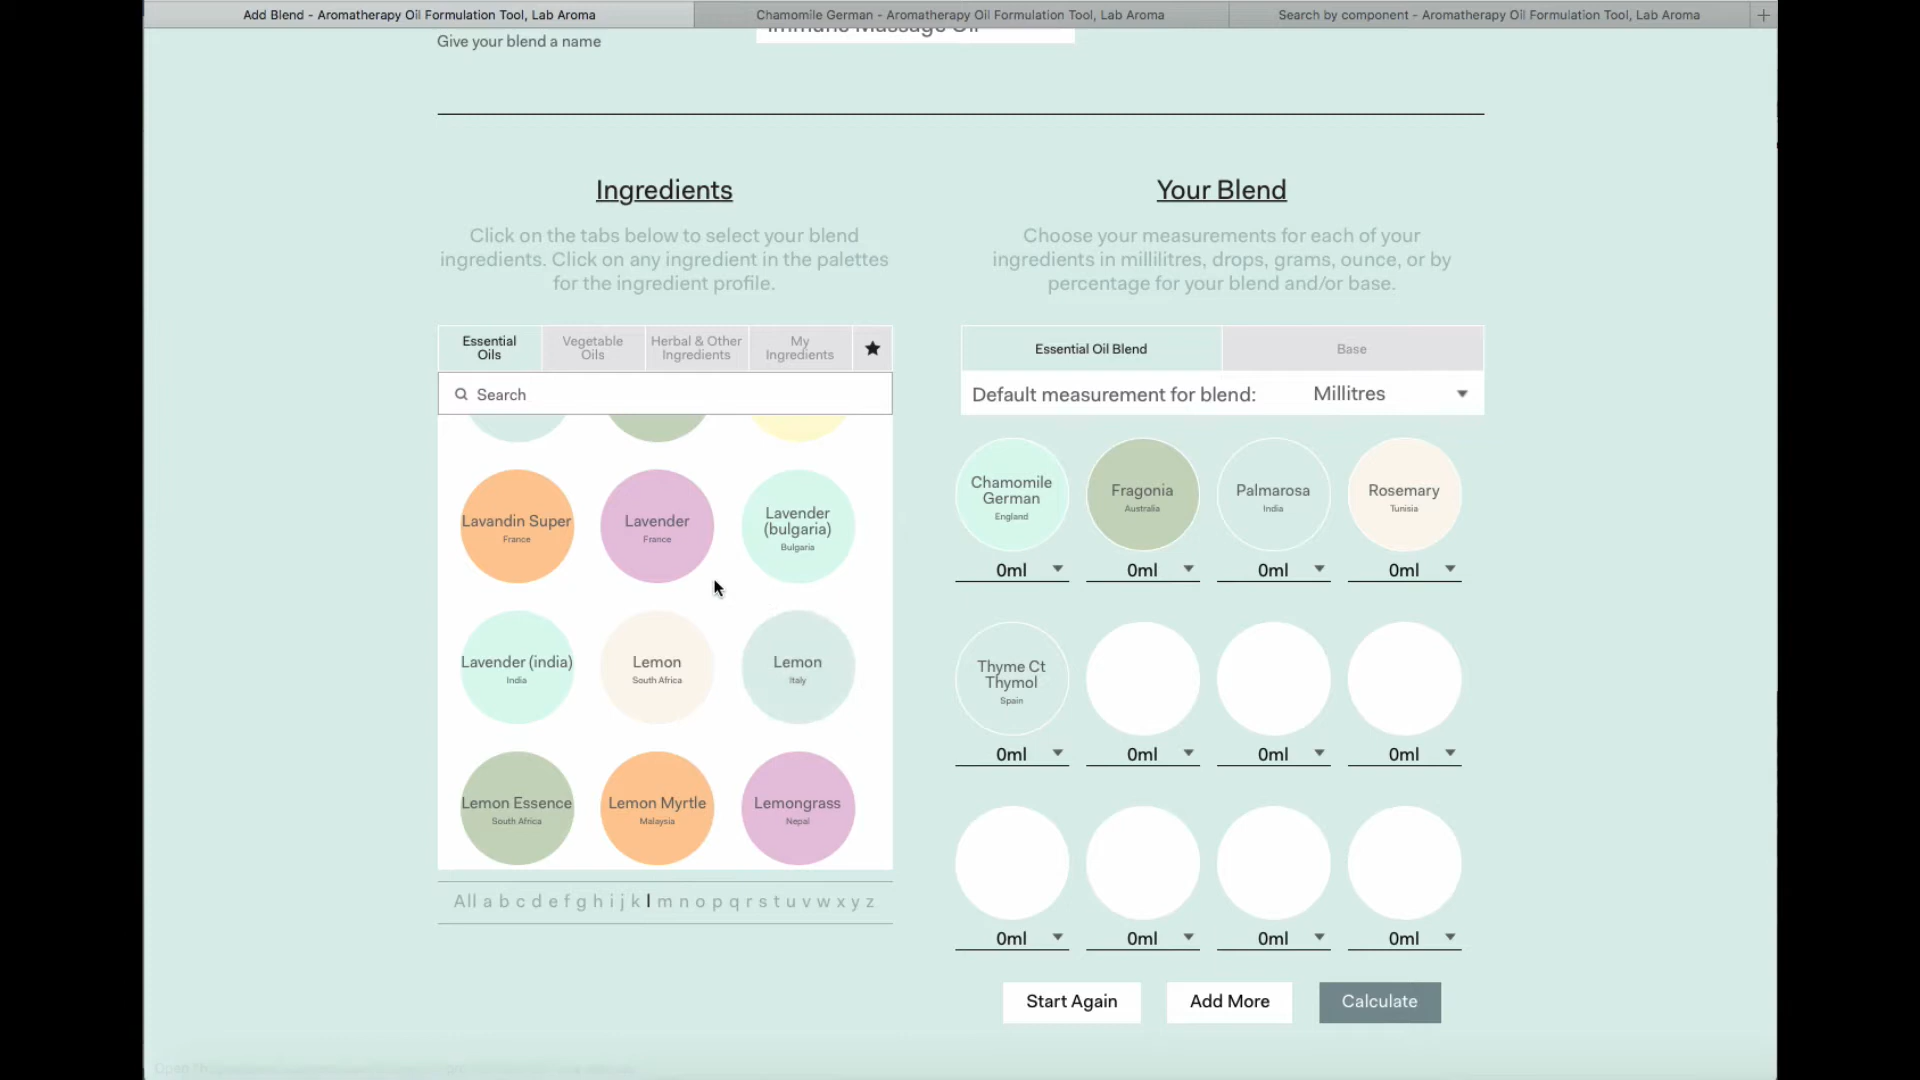 Add Blend - Aromatherapy Oil Formulation Tool, Lab Aroma
Chamomile German - Aromatherapy Oil Formulation Tool, Lab Aroma
Search by component - Aromatherapy Oil Formulation Tool, Lab Aroma
Give your blend a name
Immune Massage Oil
Ingredients
Click on the tabs below to select your blend
ingredients. Click on any ingredient in the palettes
for the ingredient profile.
Essential
Oils
Vegetable
Oils
Herbal & Other
Ingredients
My
Ingredients
Search
Lavandin Super
France
Lavender
France
Lavender
(bulgaria)
Bulgaria
Lavender (india)
India
Lemon
South Africa
Lemon
Italy
Lemon Essence
South Africa
Lemon Myrtle
Malaysia
Lemongrass
Nepal
All a b c d e f g h i j k l m n o p q r s t u v w x y z
Your Blend
Choose your measurements for each of your
ingredients in millilitres, drops, grams, ounce, or by
percentage for your blend and/or base.
Essential Oil Blend
Base
Default measurement for blend: Millitres
Chamomile
German
England
Fragonia
Australia
Palmarosa
India
Rosemary
Tunisia
0ml 0ml 0ml 0ml
Thyme Ct
Thymol
Spain
0ml 0ml 0ml 0ml
0ml 0ml 0ml 0ml
Start Again
Add More
Calculate